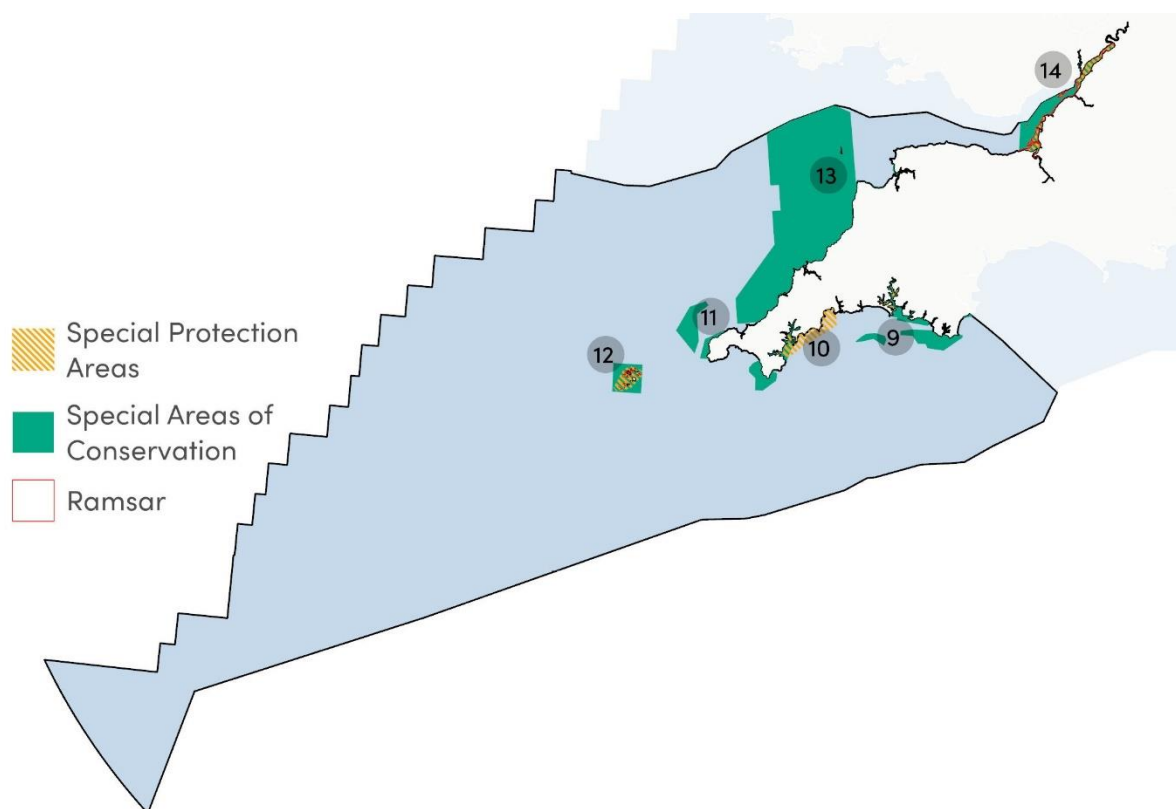 14
13
11
12
10
9
Special Protection
Areas
Special Areas of
Conservation
Ramsar